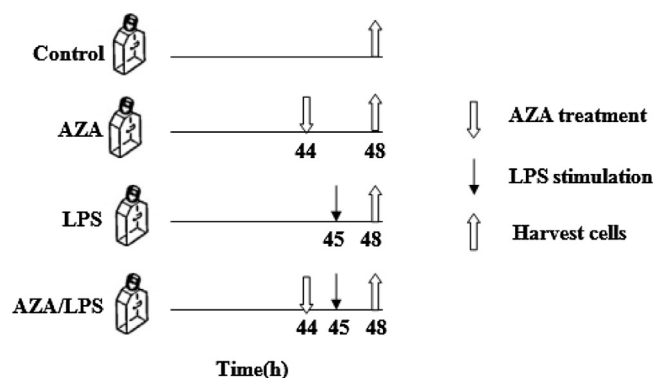 Control
AZA
44 48
AZA treatment
LPS stimulation
Harvest cells
LPS
45 48
AZA/LPS
44 45 48
Time(h)